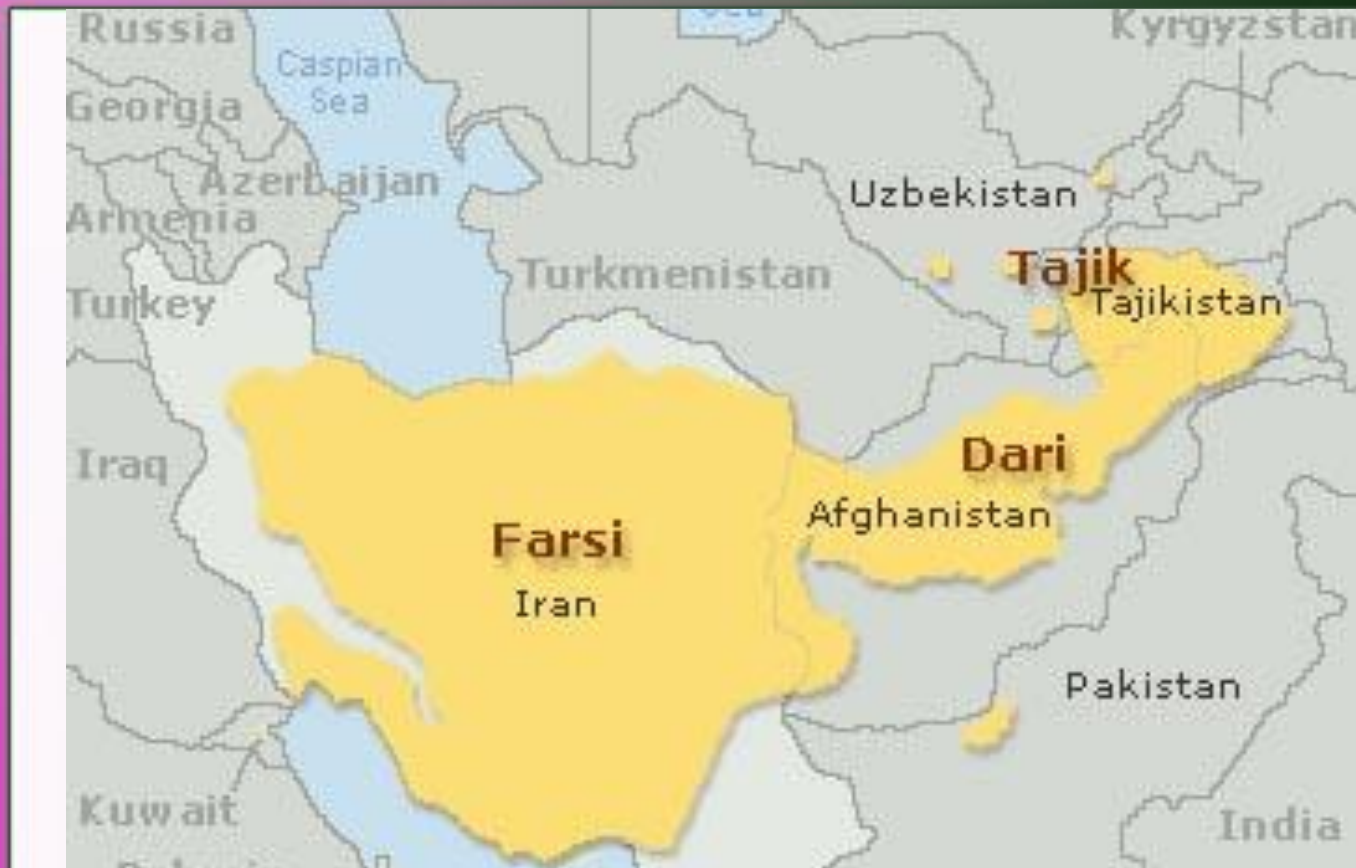 Sea
Kyrgyzstan
Russia
Caspian
Sea
Georgia
Azerbaijan
Uzbekistan
Armenia
Tajik
Turkmenistan
Tajikistan
Turkey
Dari
Iraq
Afghanistan
Farsi
Iran
Pakistan
Kuwait
India